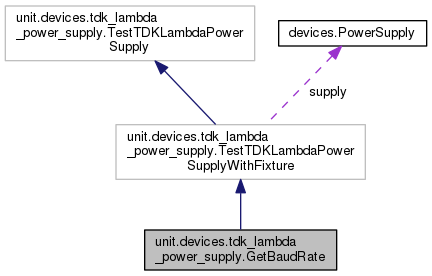 unit.devices.tdk_lambda
_power_supply.TestTDKLambdaPower
Supply
devices.PowerSupply
supply
unit.devices.tdk_lambda
_power_supply.TestTDKLambdaPower
SupplyWithFixture
unit.devices.tdk_lambda
_power_supply.GetBaudRate